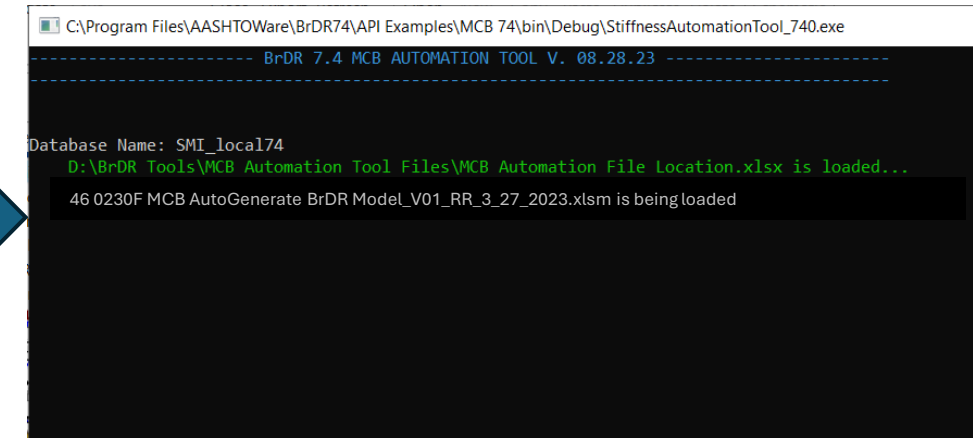 C:\Program Files\AASHTOWare\BrDR74\API Examples\MCB 74\bin\Debug\StiffnessAutomationTool_740.exe
----------------------- BrDR 7.4 MCB AUTOMATION TOOL V. 08.28.23 -----------------------
----------------------------------------------------------------------------------------
Database Name: SMI_local74
D:\BrDR Tools\MCB Automation Tool Files\MCB Automation File Location.xlsx is loaded...
46 0230F MCB AutoGenerate BrDR Model_V01_RR_3_27_2023.xlsm is being loaded